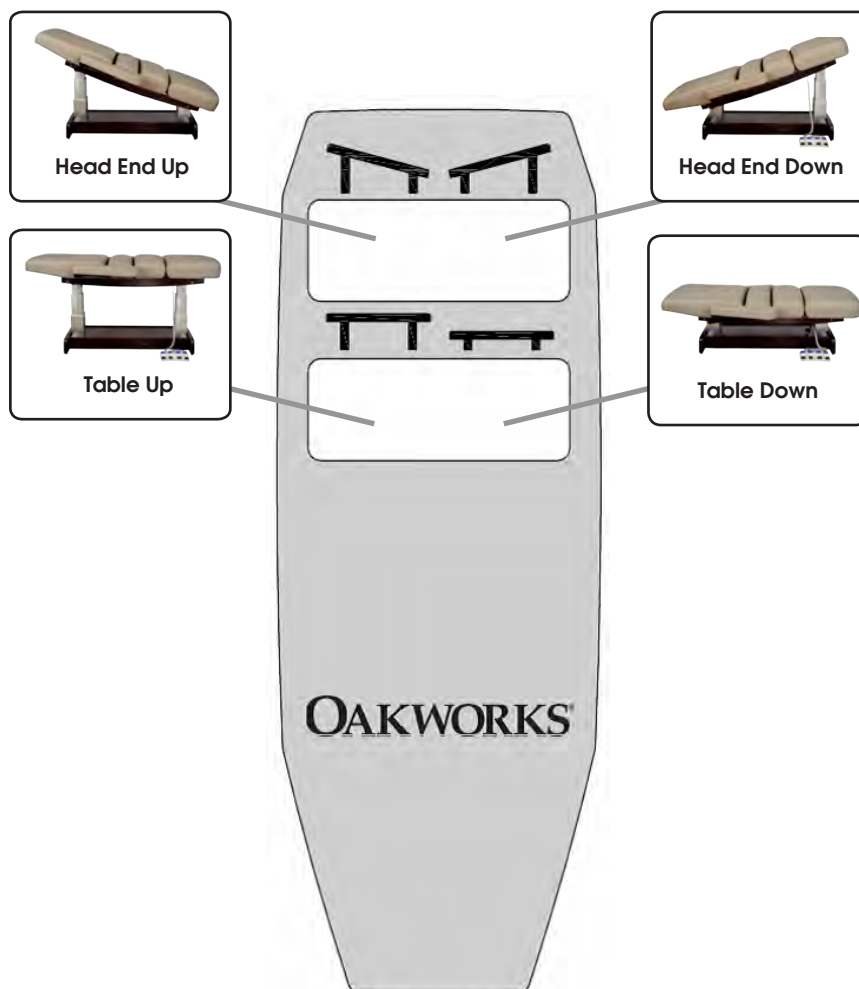 Head End Up
Head End Down
Table Up
Table Down
OAKWORKS®